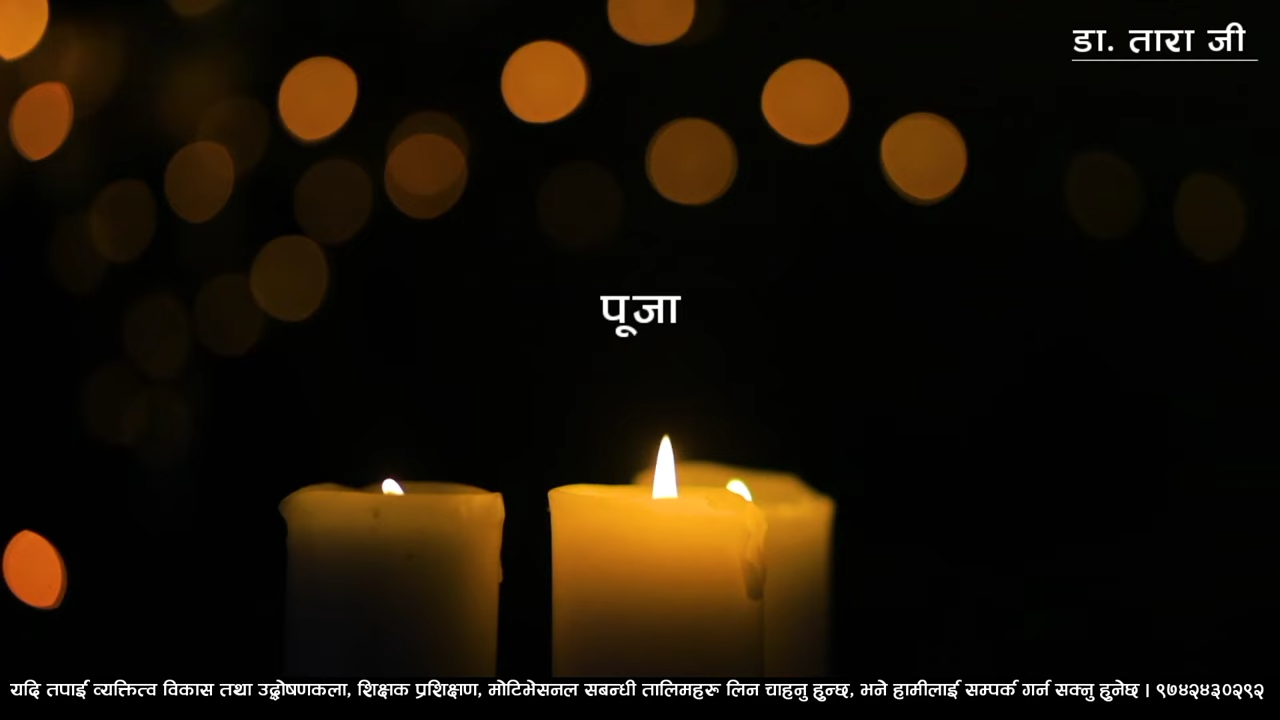 डा. तारा जी
पूजा
यदि तपाई व्यक्तित्व विकास तथा उद्घोषणकला, शिक्षक प्रशिक्षण, मोटिभेसनल सबन्धी तालिमहरू लिन चाहनु हुन्छ, भने हामीलाई सम्पर्क गर्न सक्नु हुनेछ । ९७४२४३०२९२